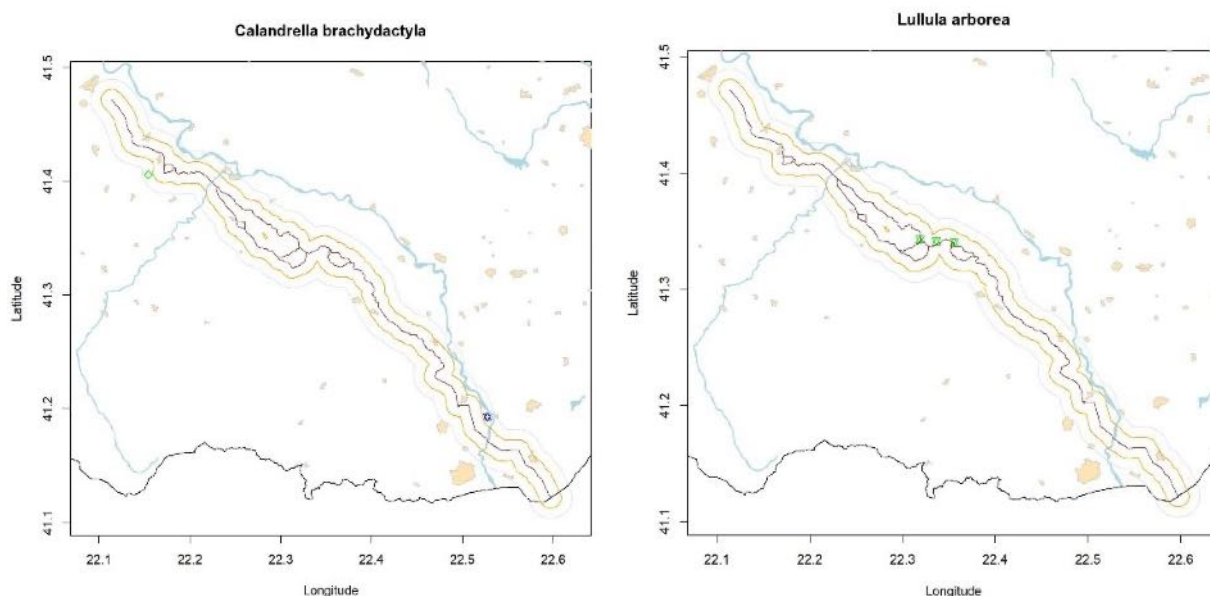 Calandrella brachydactyla
41.5
41.4
41.3
41.2
41.1
Latitude
22.1 22.2 22.3 22.4 22.5 22.6
Longitude
Lullula arborea
41.5
41.4
41.3
41.2
41.1
Latitude
22.1 22.2 22.3 22.4 22.5 22.6
Longitude